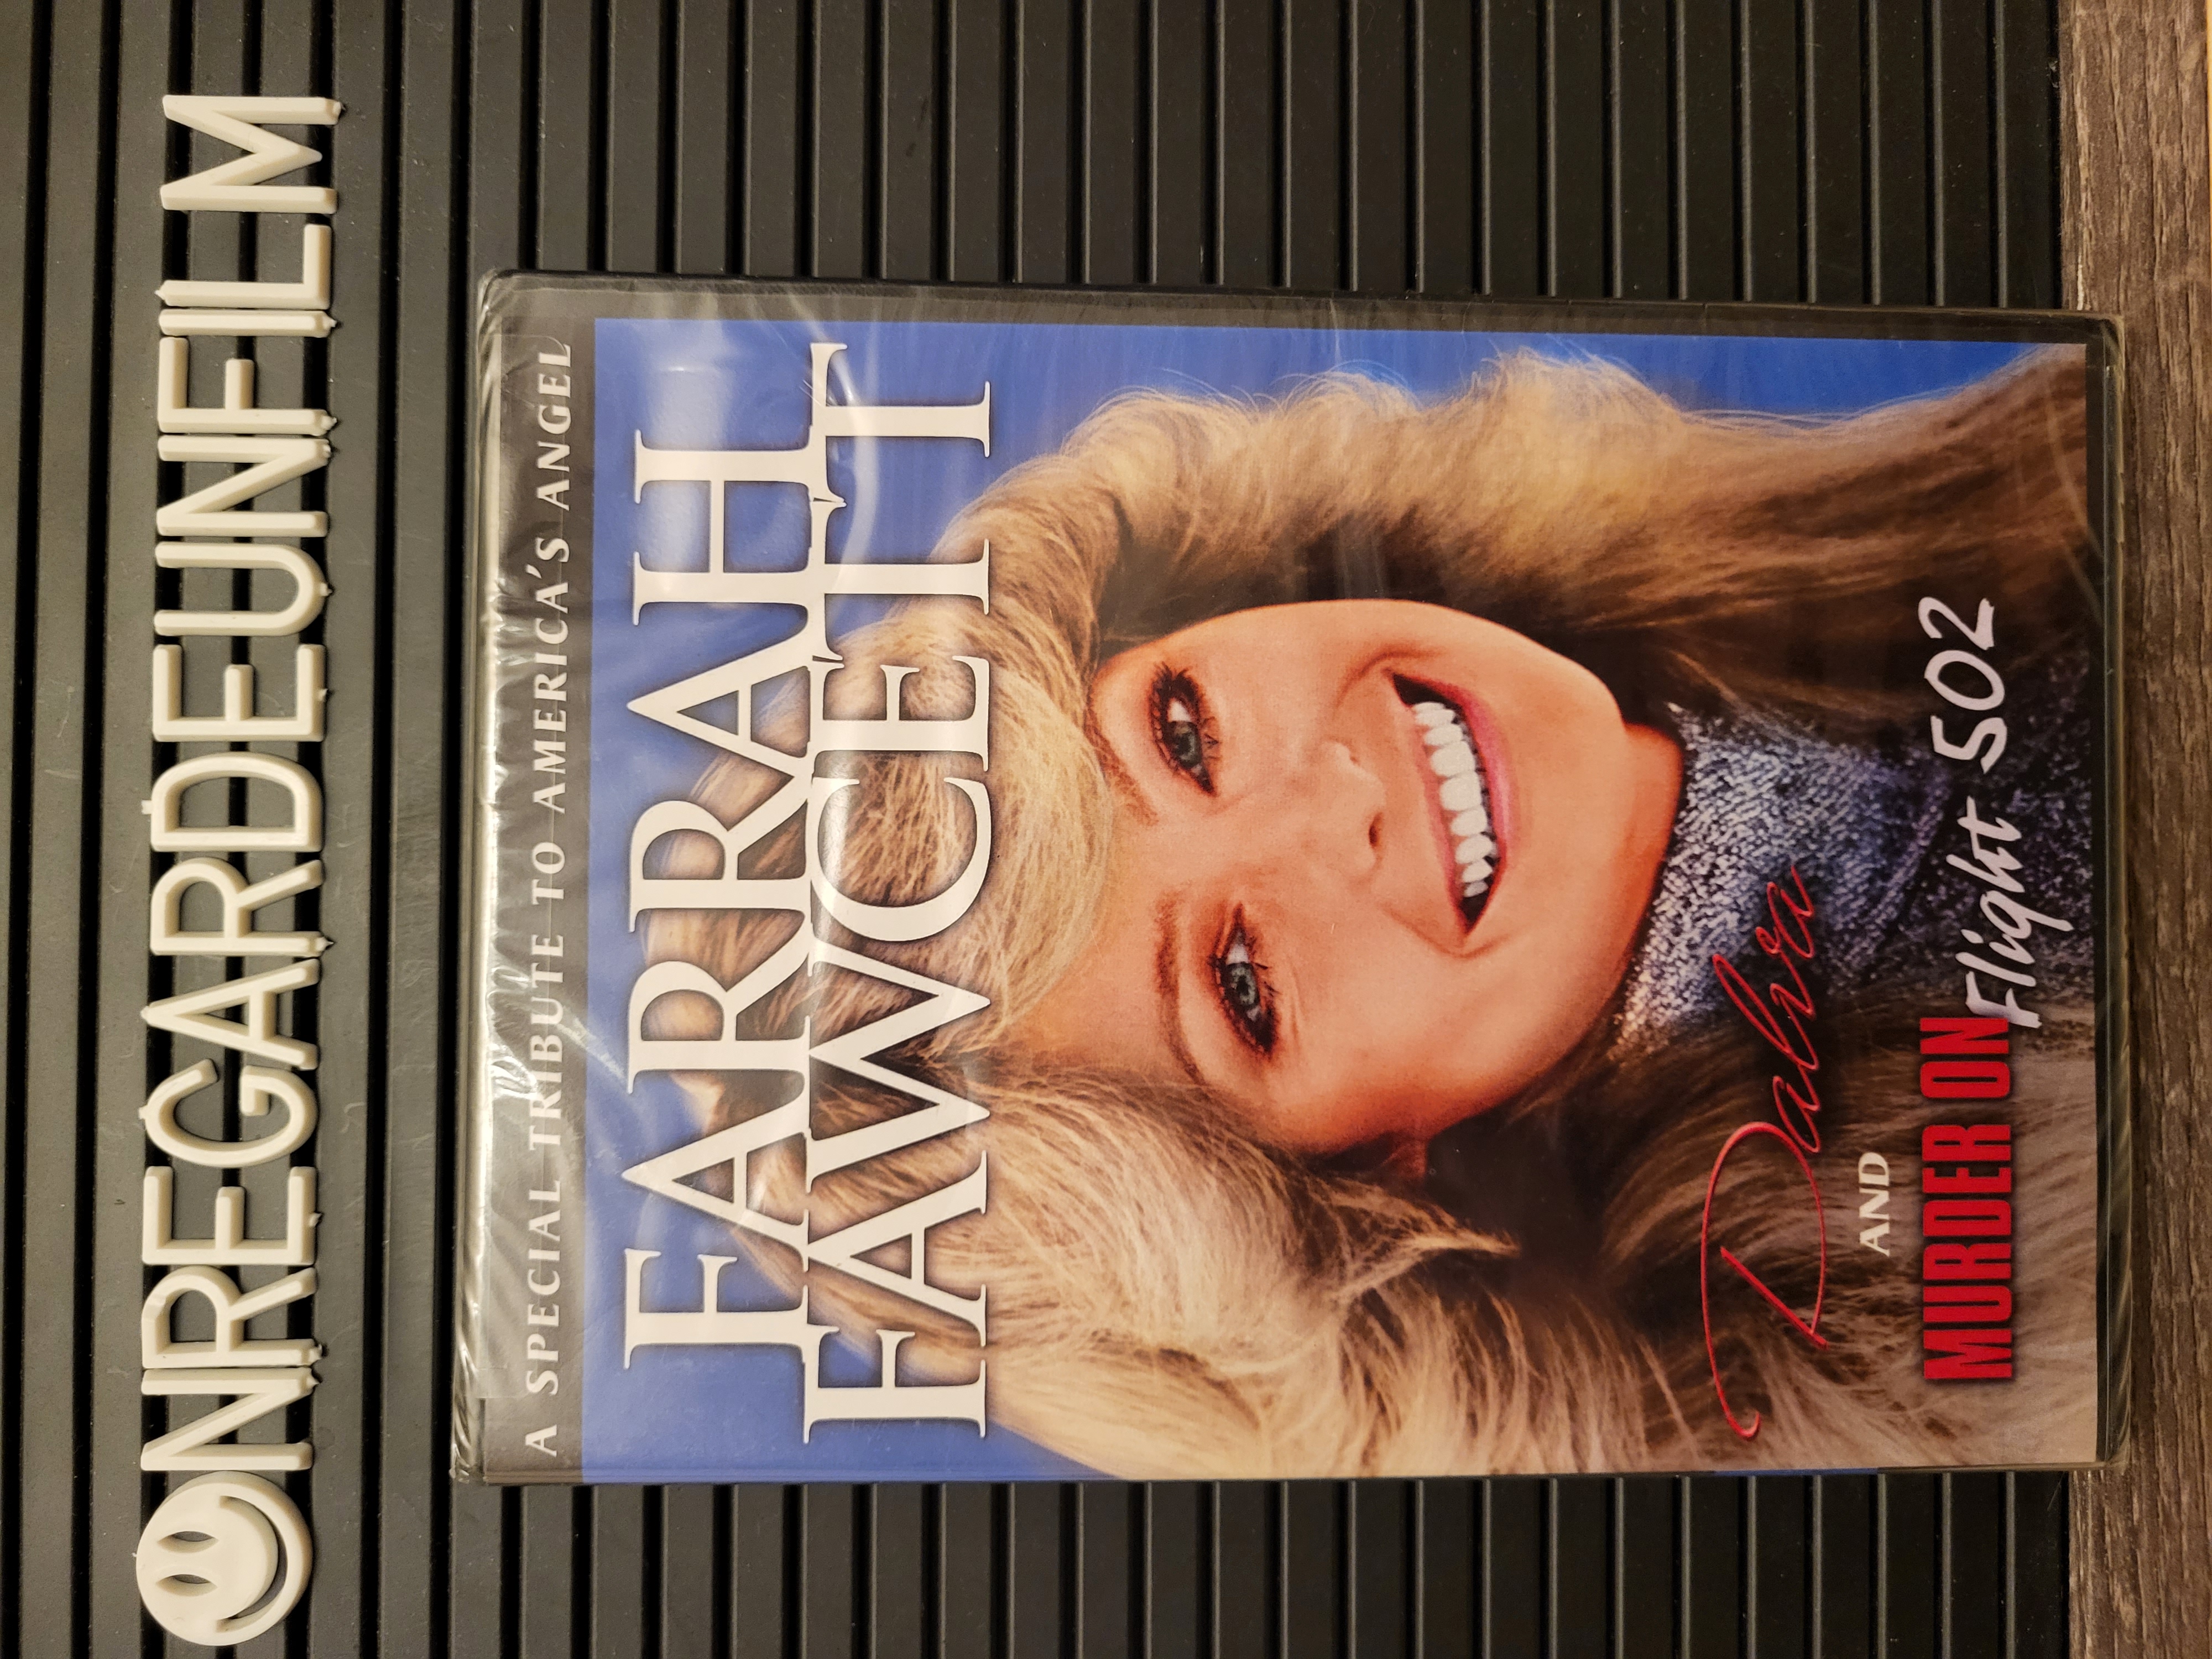 ONREGARDEUNFILM
A SPECIAL TRIBUTE TO AMERICA'S ANGEL
FARRAH
FAWCETT
Dalva
AND
MURDER ON Flight 502